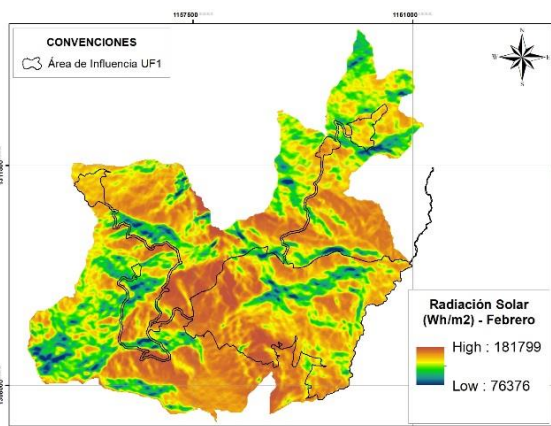 1157500
1161000
CONVENCIONES
Área de Influencia UF1
N
S
Radiación Solar
(Wh/m2) - Febrero
High : 181799
Low : 76376